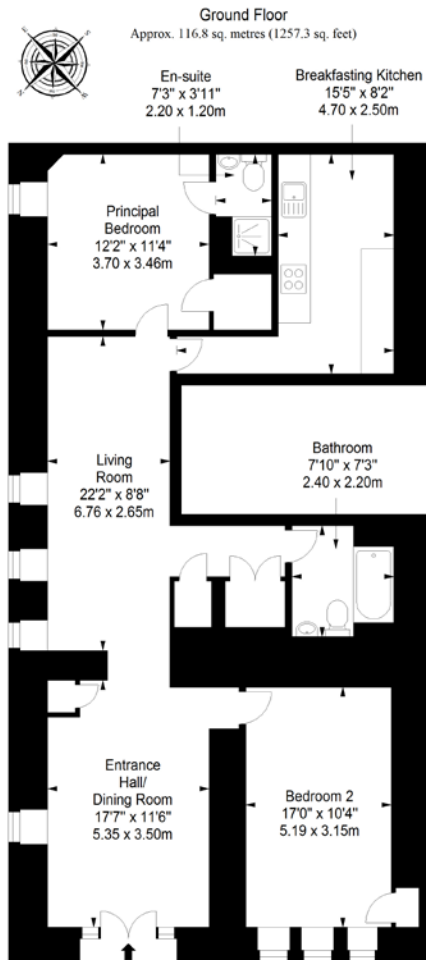 Ground Floor
Approx. 116.8 sq. metres (1257.3 sq. feet)
En-suite
7'3" x 3'11"
2.20 x 1.20m
Breakfasting Kitchen
15'5" x 8'2"
4.70 x 2.50m
Principal
Bedroom
12'2" x 11'4"
3.70 x 3.46m
Living
Room
22'2" x 8'8"
6.76 x 2.65m
Bathroom
7'10" x 7'3"
2.40 x 2.20m
Entrance
Hall/
Dining Room
17'7" x 11'6"
5.35 x 3.50m
Bedroom 2
17'0" x 10'4"
5.19 x 3.15m